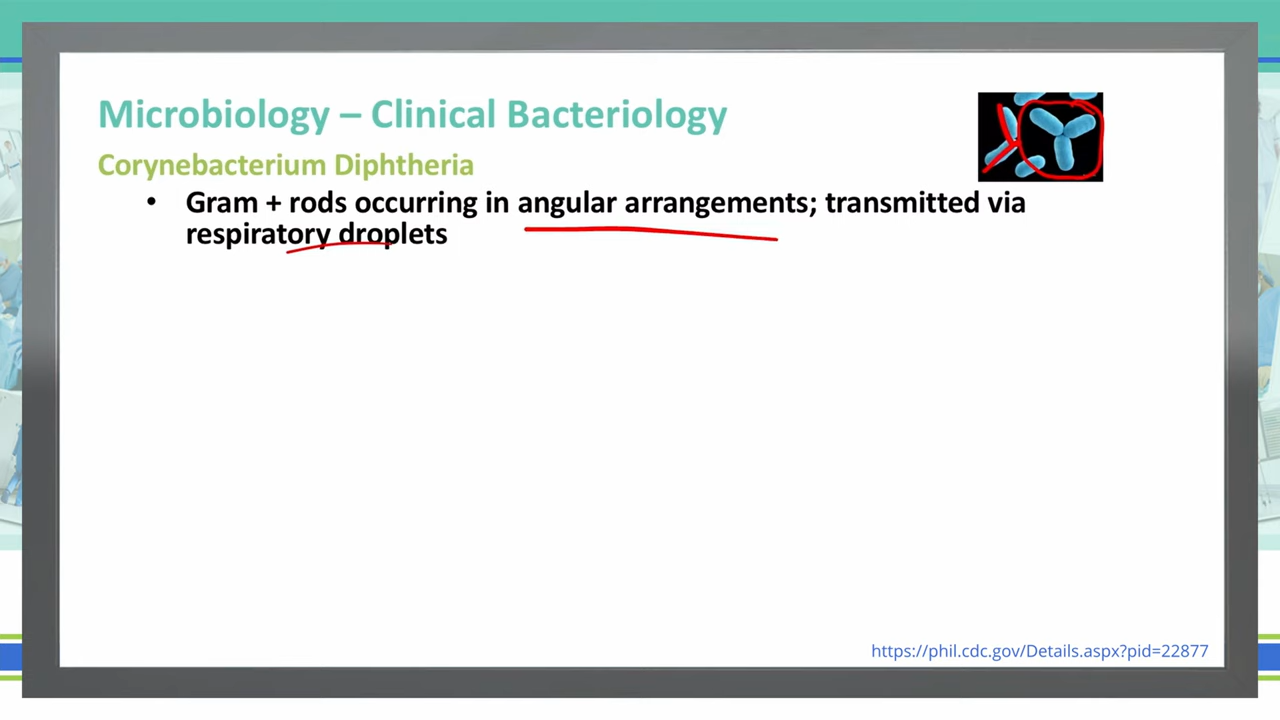 Microbiology – Clinical Bacteriology
Corynebacterium Diphtheria
• Gram + rods occurring in angular arrangements; transmitted via
respiratory droplets
https://phil.cdc.gov/Details.aspx?pid=22877